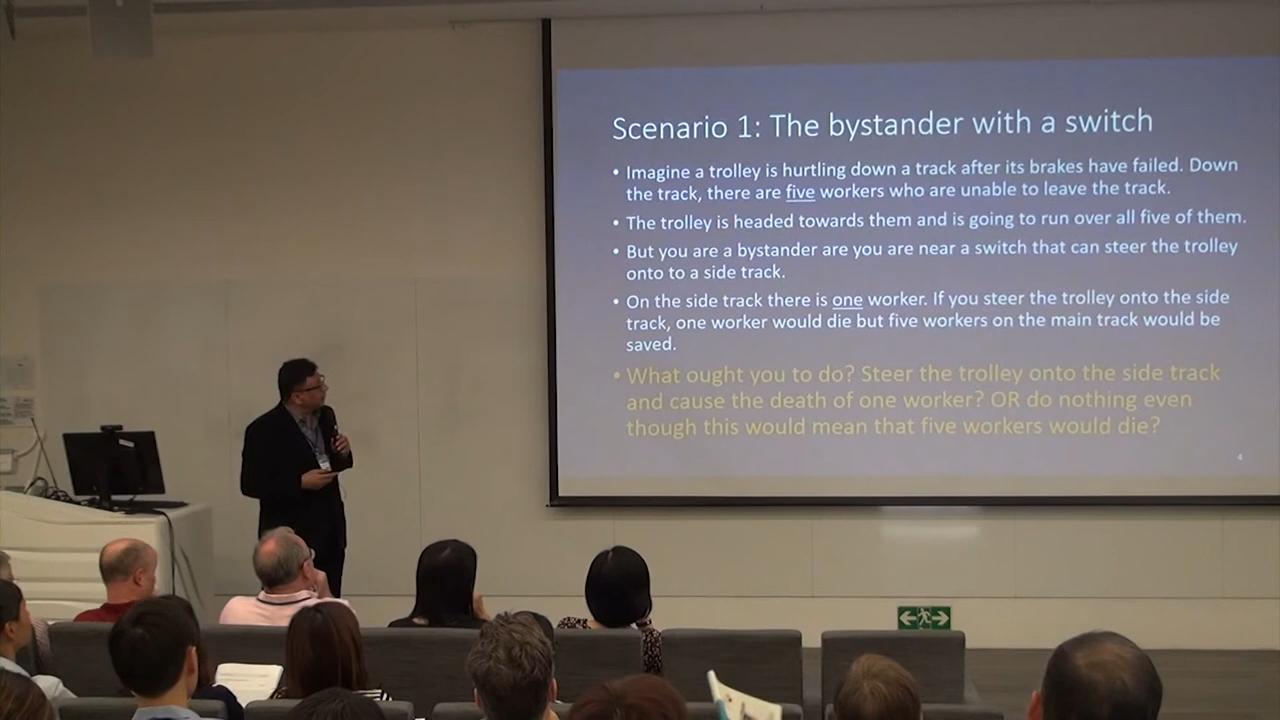 Scenario 1: The bystander with a switch
• Imagine a trolley is hurtling down a track after its brakes have failed. Down
the track, there are five workers who are unable to leave the track.
• The trolley is headed towards them and is going to run over all five of them.
• But you are a bystander are you are near a switch that can steer the trolley
onto to a side track.
• On the side track there is one worker. If you steer the trolley onto the side
track, one worker would die but five workers on the main track would be
saved.
• What ought you to do? Steer the trolley onto the side track
and cause the death of one worker? OR do nothing even
though this would mean that five workers would die?
4